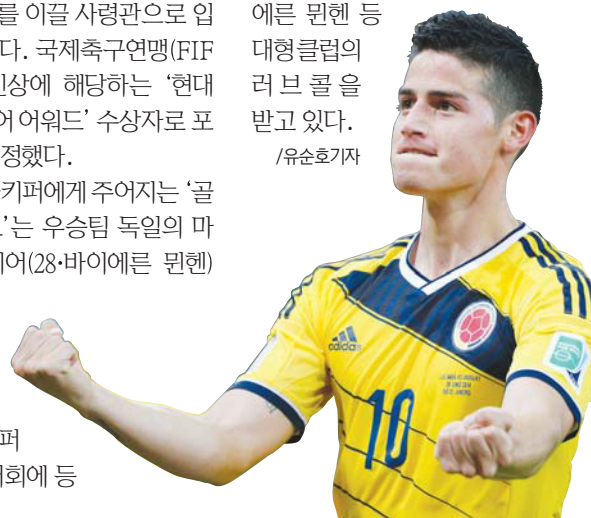 를 이끌 사령관으로 입
다. 국제축구연맹(FIF
인상에 해당하는 ‘현대
어 어워드’ 수상자로 포
정했다.
키퍼에게 주어지는 ‘골
’는 우승팀 독일의 마
이어(28·바이에른 뮌헨)
퍼
대회에 등
에른 뮌헨 등
대형클럽의
러브콜을
받고 있다.
/유순호기자
adidas
10